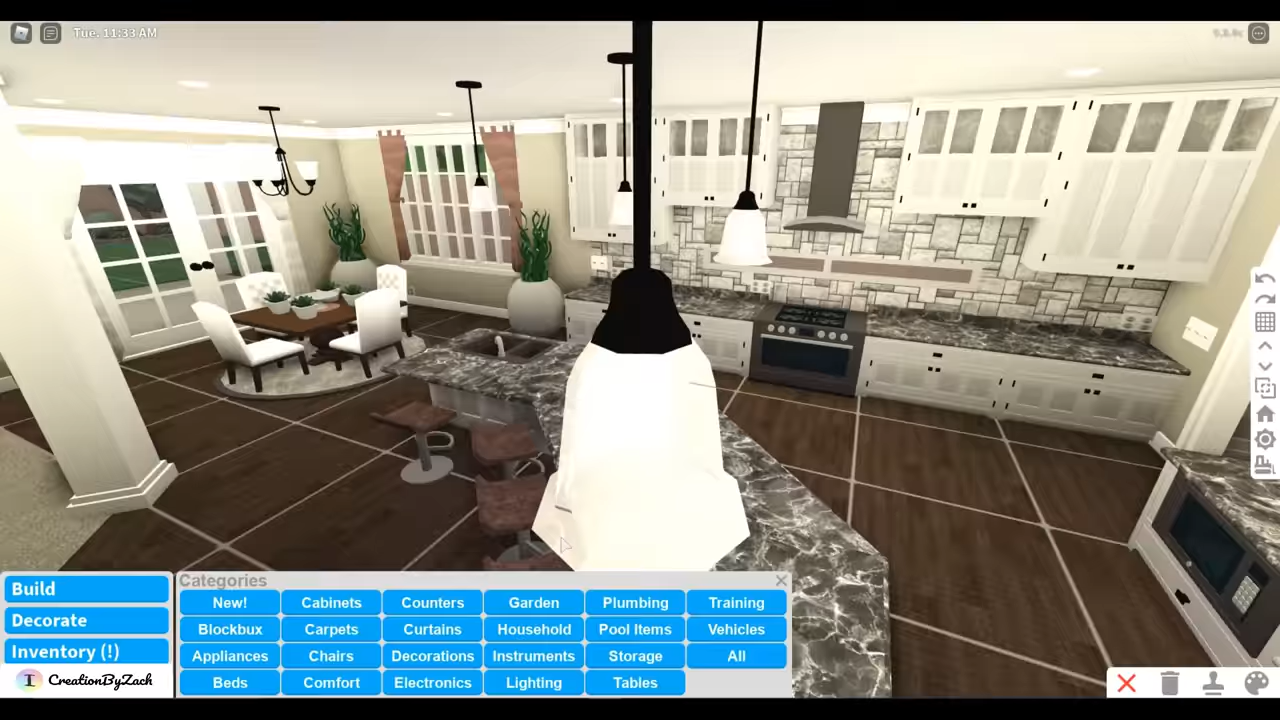 Tue. 11:33 AM
Build
Decorate
Inventory (!)
CreationByZach
Categories
New! Cabinets Counters Garden Plumbing Training
Blockbux Carpets Curtains Household Pool Items Vehicles
Appliances Chairs Decorations Instruments Storage All
Beds Comfort Electronics Lighting Tables